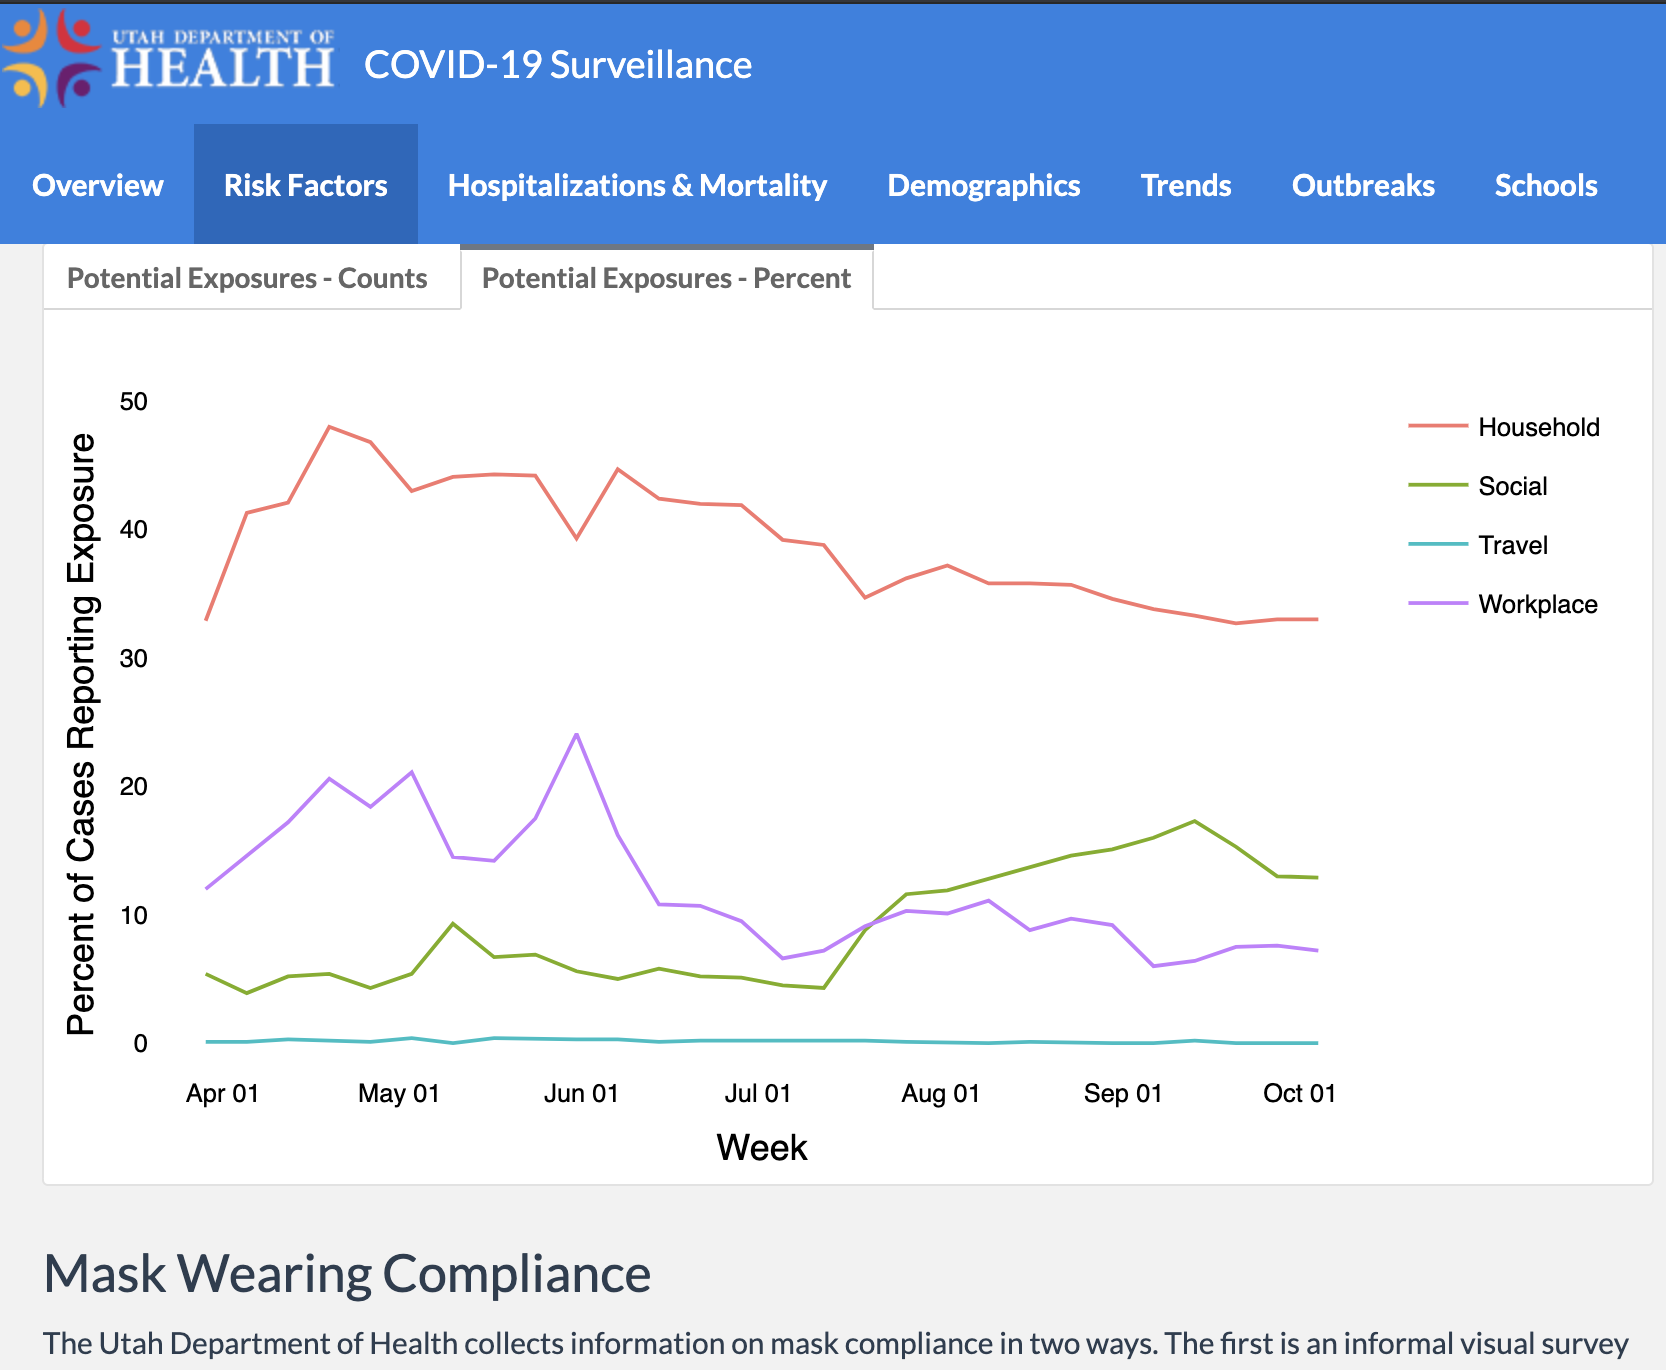 UTAH DEPARTMENT OF
HEALTH
COVID-19 Surveillance
Overview Risk Factors Hospitalizations & Mortality Demographics Trends Outbreaks Schools
Potential Exposures - Counts Potential Exposures - Percent
Percent of Cases Reporting Exposure
50
40
30
20
10
0
Household
Social
Travel
Workplace
Apr 01 May 01 Jun 01 Jul 01 Aug 01 Sep 01 Oct 01
Week
Mask Wearing Compliance
The Utah Department of Health collects information on mask compliance in two ways. The first is an informal visual survey